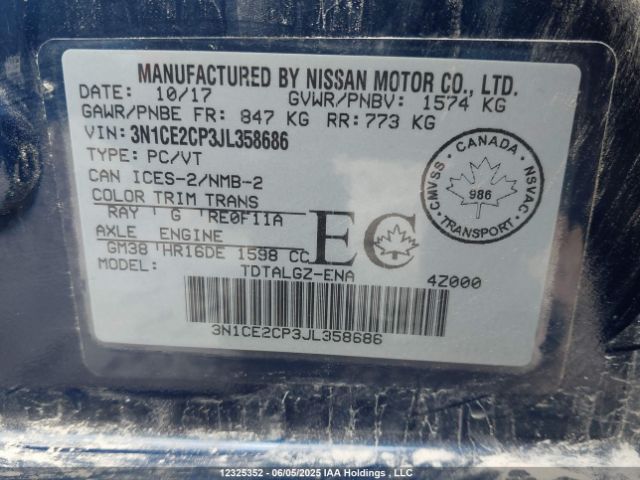 MANUFACTURED BY NISSAN MOTOR CO., LTD.
DATE: 10/17 GVWR/PNBV: 1574 KG
GAWR/PNBE FR: 847 KG RR: 773 KG
VIN: 3N1CE2CP3JL358686
TYPE: PC/VT
CAN ICES-2/NMB-2
COLOR TRIM TRANS
RAY G RE0F11A
AXLE ENGINE
GM38 HR16DE 1598 CC
MODEL: TDTALGZ-ENA 4Z000
EC
CANADA
CMVSS NSVAC
986
TRANSPORT
3N1CE2CP3JL358686
12325352 - 06/05/2025 IAA Holdings , LLC